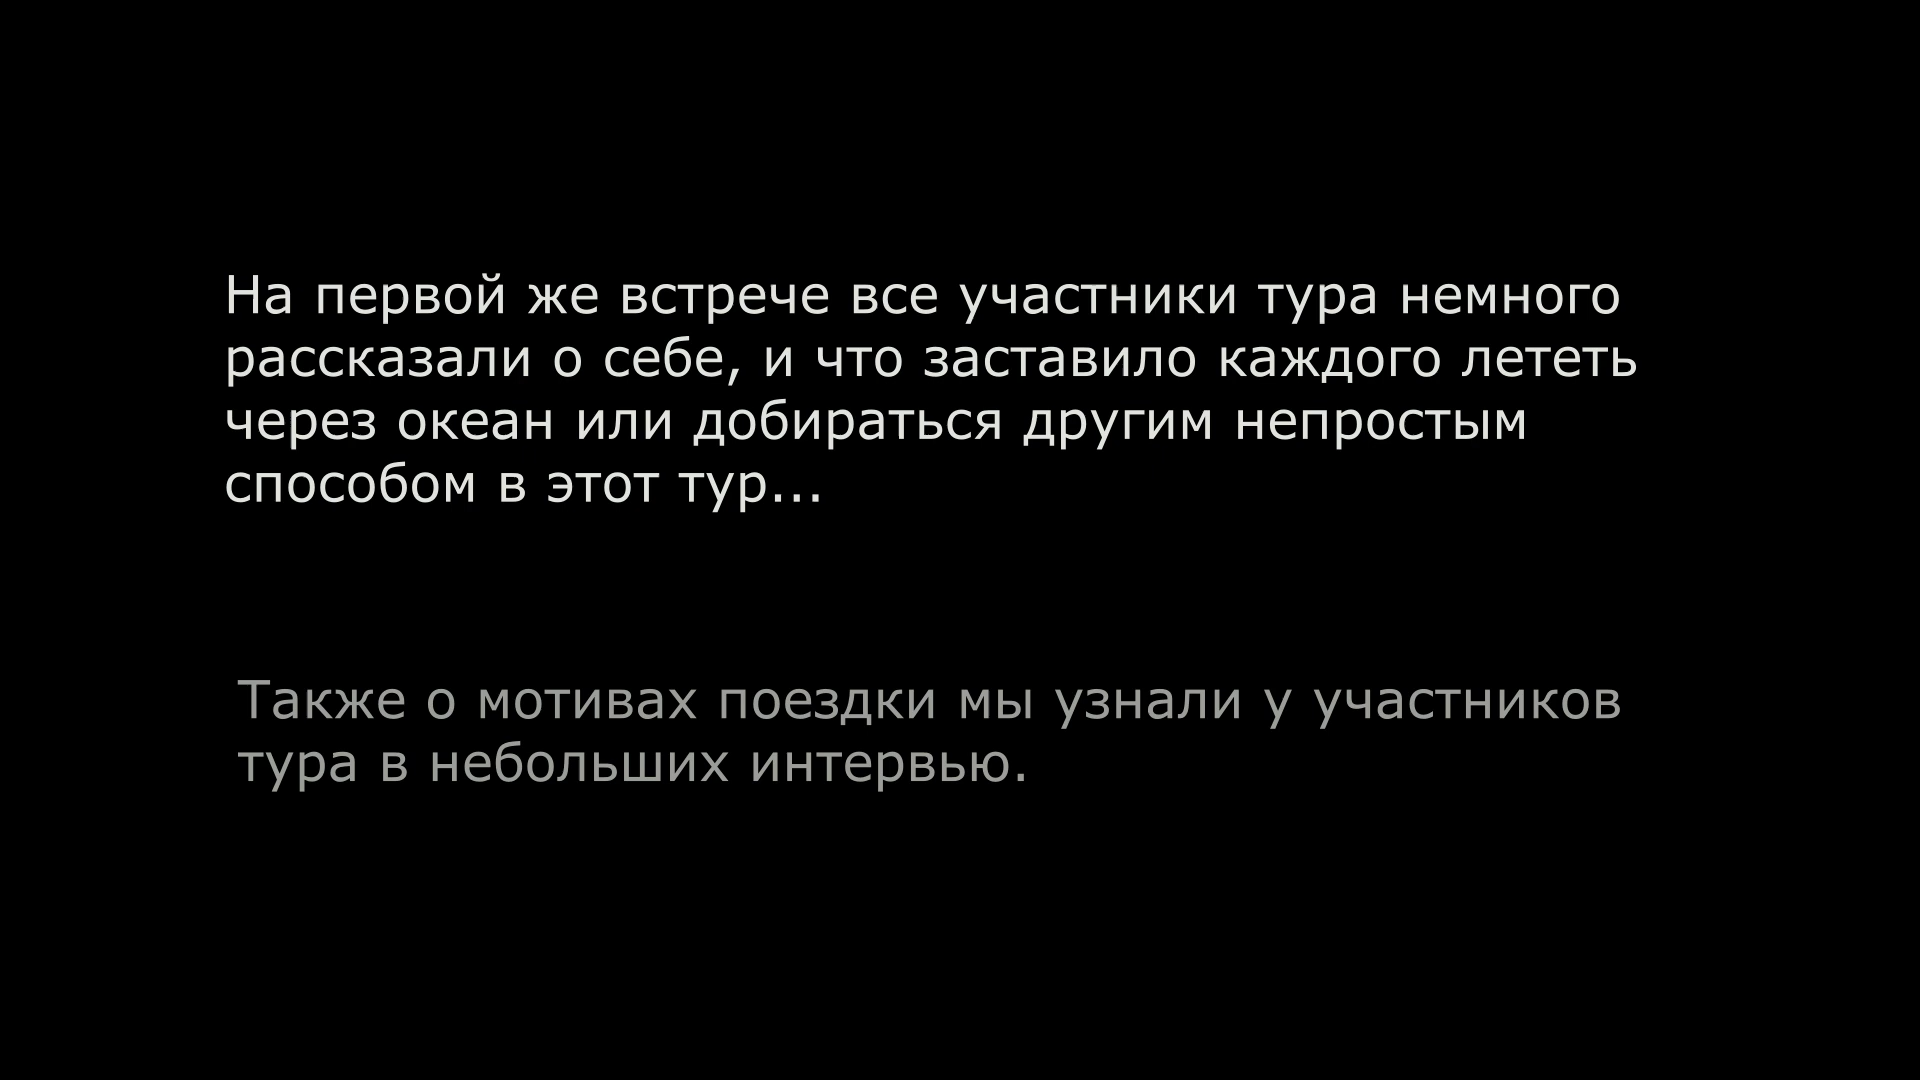 На первой же встрече все участники тура немного
рассказали о себе, и что заставило каждого лететь
через океан или добираться другим непростым
способом в этот тур...
Также о мотивах поездки мы узнали у участников
тура в небольших интервью.